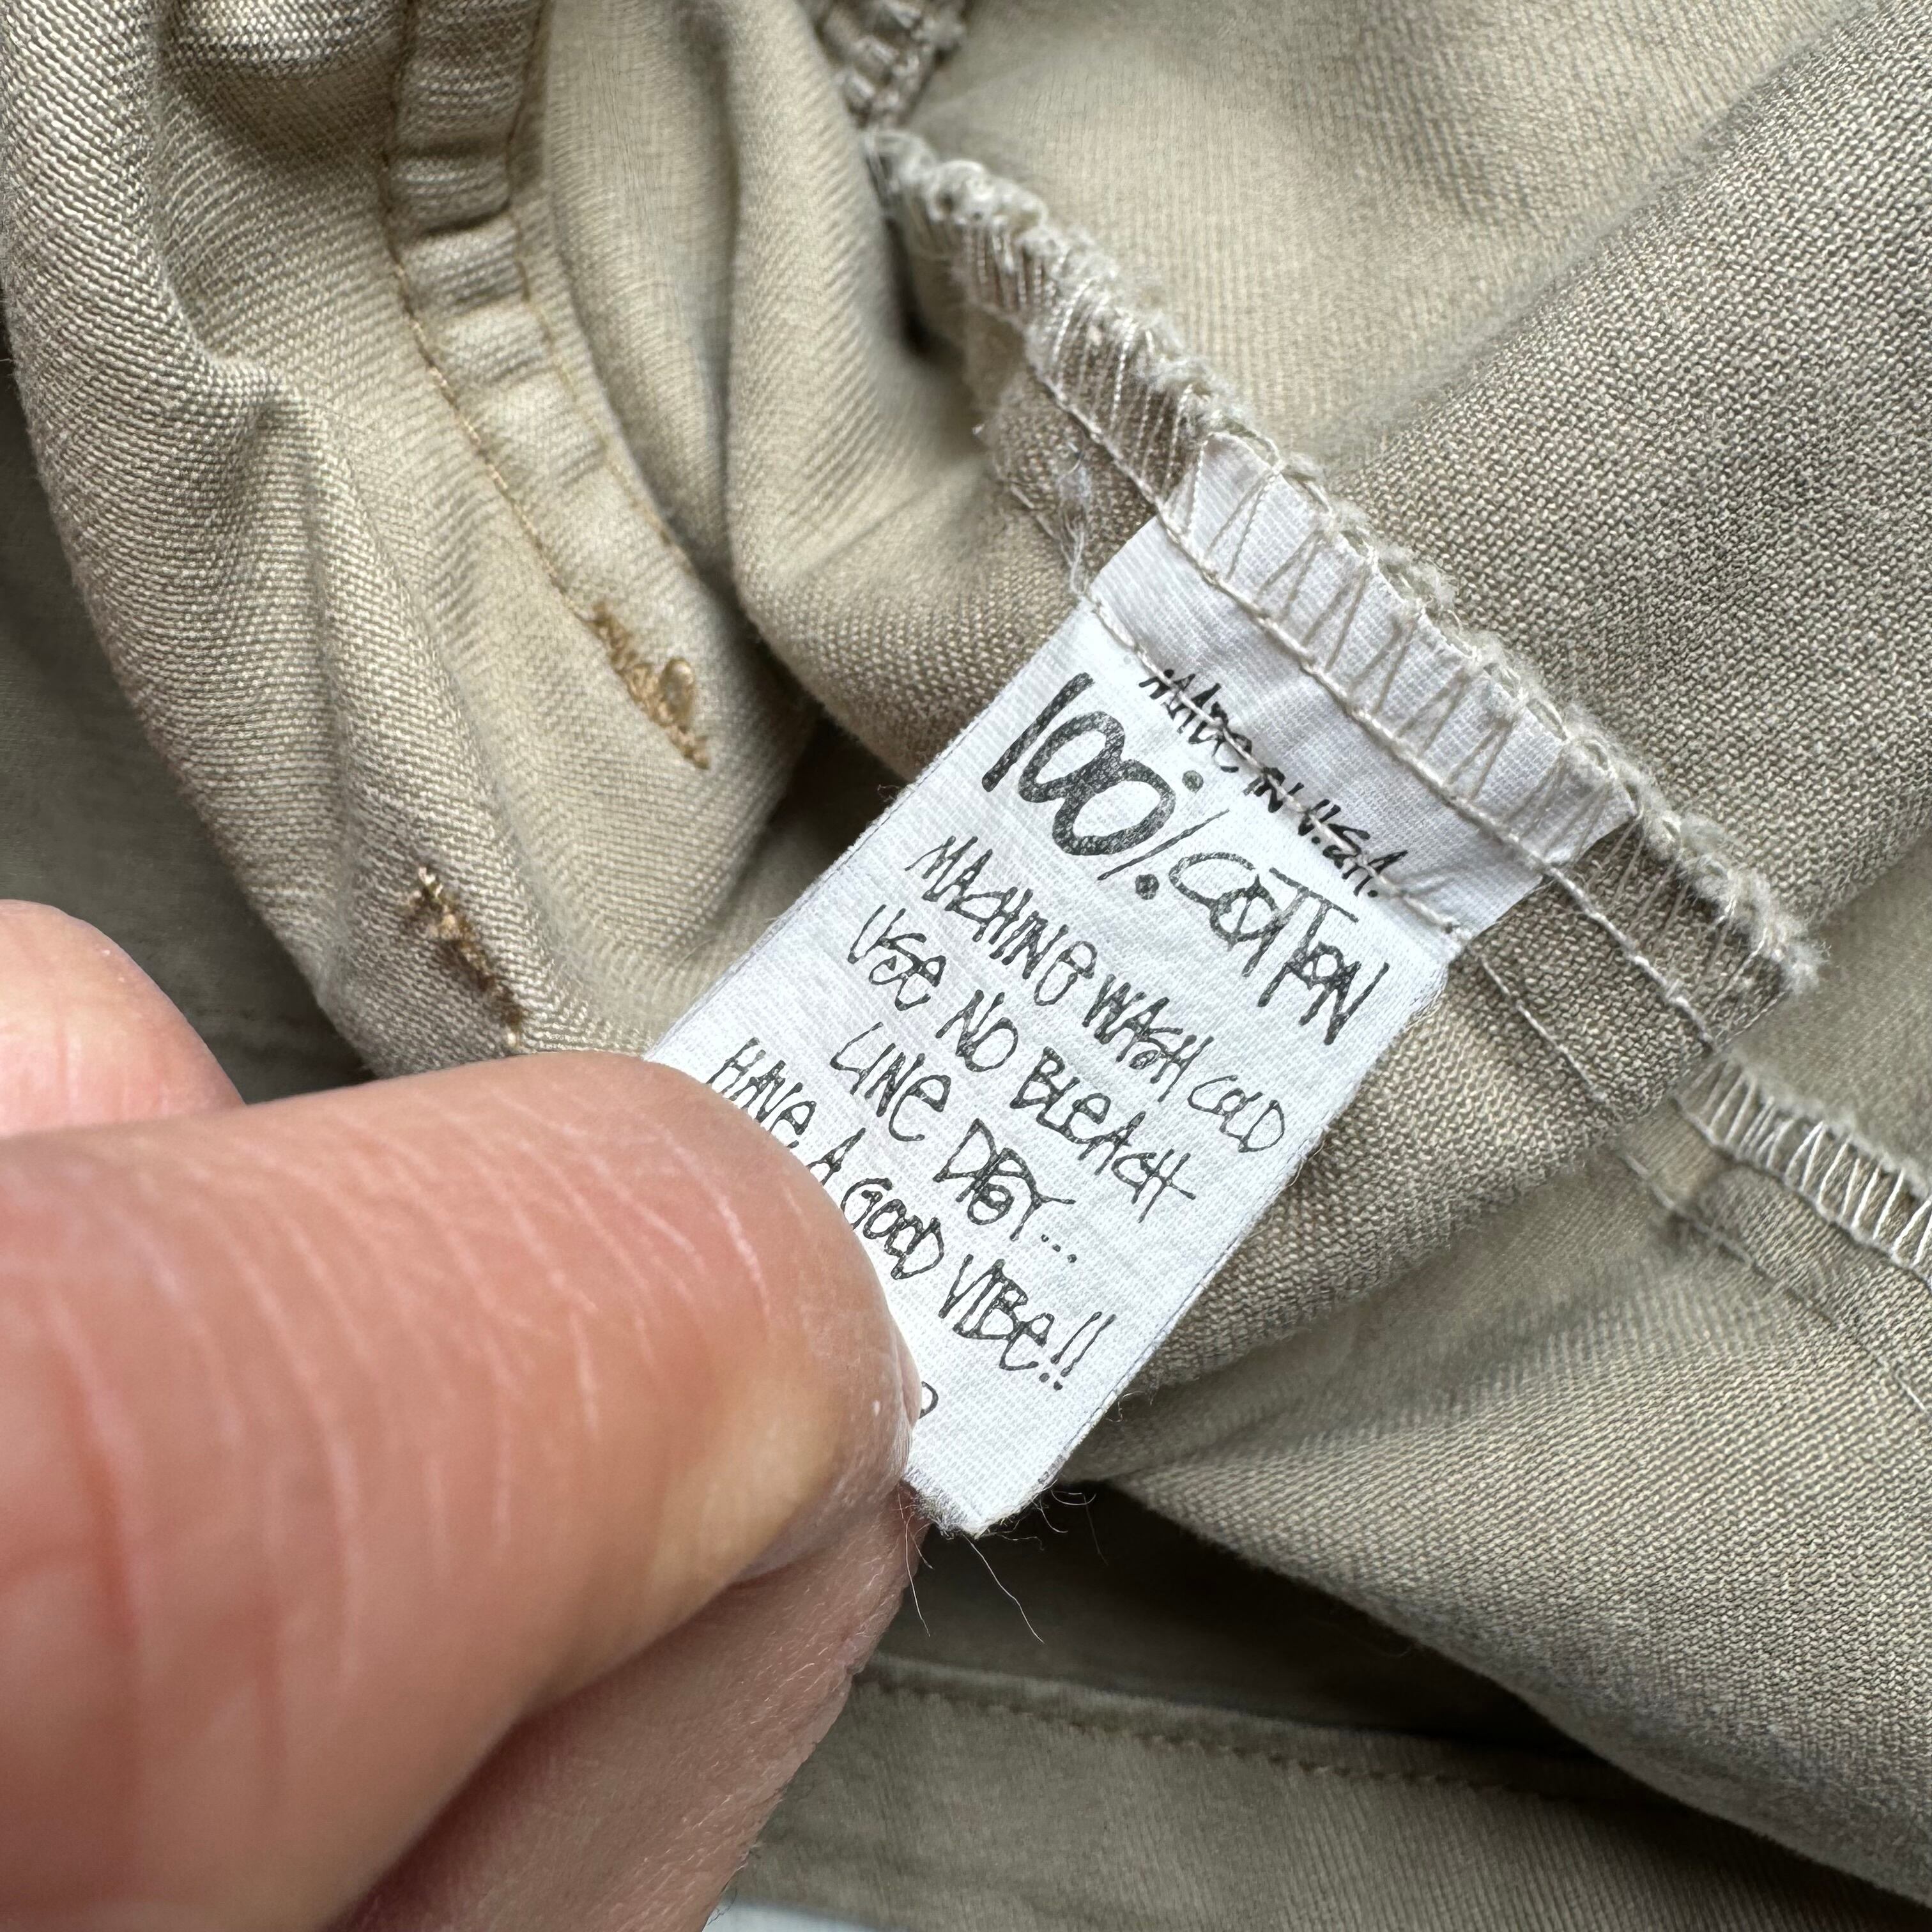 MADE IN U.S.A.
100% COTTON
MACHINE WASH COLD
USE NO BLEACH
LINE DRY...
HAVE A GOOD VIBE!!